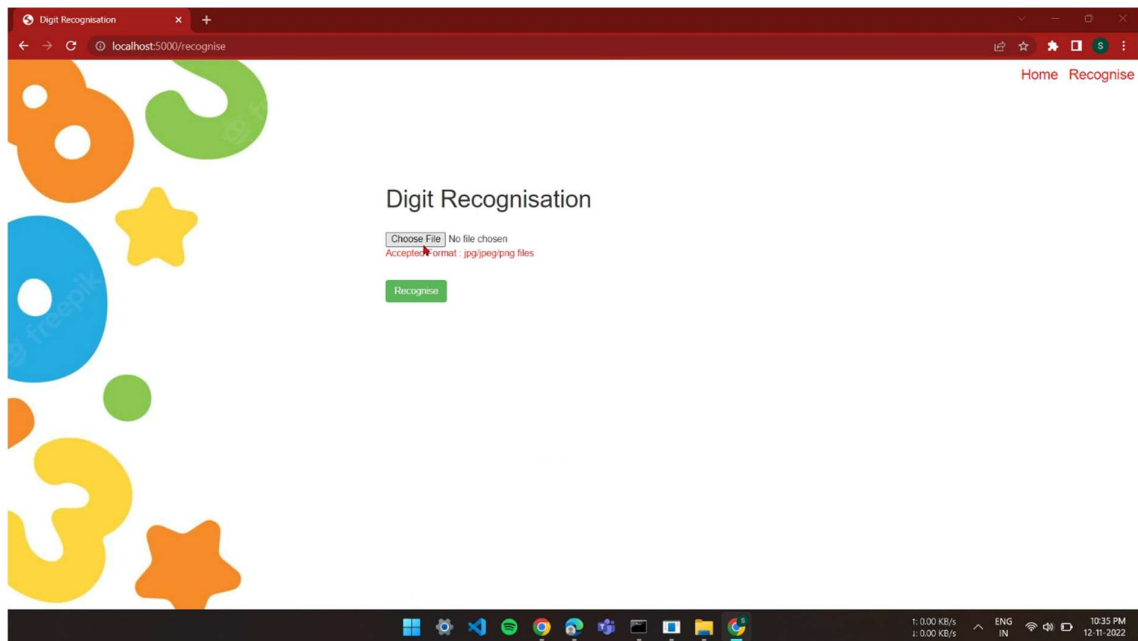 Digit Recognisation
localhost:5000/recognise
S
Home Recognise
Digit Recognisation
Choose File No file chosen
Accepted Format : jpg/jpeg/png files
Recognise
freepik
↑: 0.00 KB/s
↓: 0.00 KB/s
ENG
IN
10:35 PM
12-11-2022